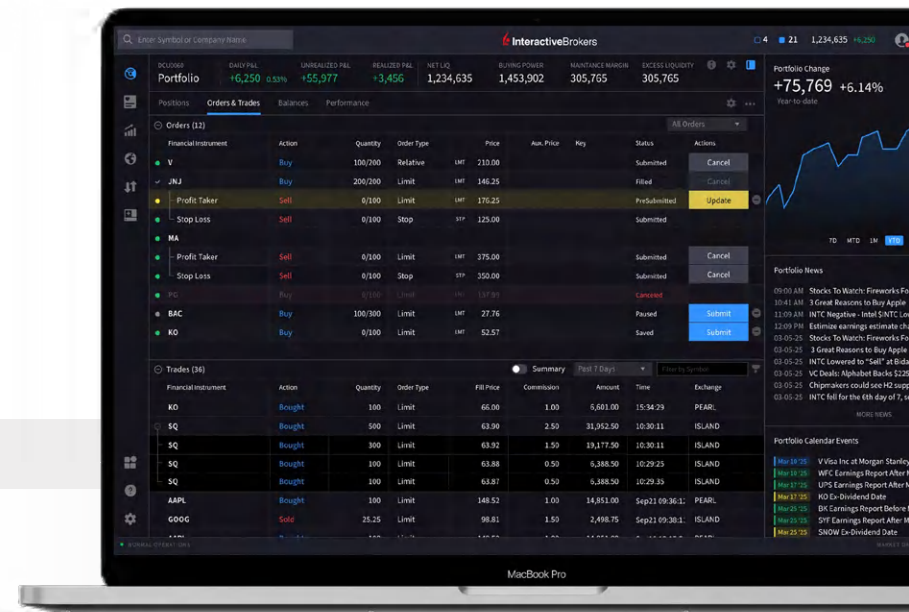 Enter Symbol or Company Name
InteractiveBrokers
4 21 1,234,635 +6,250
DCU0060 DAILY P&L UNREALIZED P&L REALIZED P&L NET LIQ BUYING POWER MAINTANCE MARGIN EXCESS LIQUIDITY
Portfolio +6,250 0.53% +55,977 +3,456 1,234,635 1,453,902 305,765 305,765
Positions Orders & Trades Balances Performance
Orders (12) All Orders
Financial Instrument Action Quantity Order Type Price Aux. Price Key Status Actions
V Buy 100/200 Relative LMT 210.00 Submitted Cancel
JNJ Buy 200/200 Limit LMT 146.25 Filled Cancel
Profit Taker Sell 0/100 Limit LMT 176.25 PreSubmitted Update
Stop Loss Sell 0/100 Stop STP 125.00 Submitted
MA
Profit Taker Sell 0/100 Limit LMT 375.00 Submitted Cancel
Stop Loss Sell 0/100 Stop STP 350.00 Submitted Cancel
PG Buy 0/100 Limit LMT Canceled
BAC Buy 100/300 Limit LMT 27.76 Paused Submit
KO Buy 0/100 Limit LMT 52.57 Saved Submit
Trades (36) Summary Past 7 Days Filter by Symbol
Financial Instrument Action Quantity Order Type Fill Price Commission Amount Time Exchange
KO Bought 100 Limit 66.00 1.00 6,601.00 15:34:29 PEARL
SQ Bought 500 Limit 63.90 2.50 31,952.50 10:30:11 ISLAND
SQ Bought 300 Limit 63.92 1.50 19,177.50 10:30:11 ISLAND
SQ Bought 100 Limit 63.88 0.50 6,388.50 10:29:25 ISLAND
SQ Bought 100 Limit 63.87 0.50 6,388.50 10:29:35 ISLAND
AAPL Bought 100 Limit 148.52 1.00 14,851.00 Sep21 09:36:1 PEARL
GOOG Sold 25.25 Limit 98.81 1.50 2,498.75 Sep21 09:30:1 ISLAND
NORMAL OPERATIONS
Portfolio Change
+75,769 +6.14%
Year-to-date
7D MTD 1M YTD
Portfolio News
09:00 AM Stocks To Watch: Fireworks Fo
10:41 AM 3 Great Reasons to Buy Apple
11:09 AM INTC Negative - Intel $INTC Low
12:09 PM Estimize earnings estimate cha
03-05-25 Stocks To Watch: Fireworks Fo
03-05-25 3 Great Reasons to Buy Apple
03-05-25 INTC Lowered to "Sell" at Bida
03-05-25 VC Deals: Alphabet Backs $225
03-05-25 Chipmakers could see H2 supp
03-05-25 INTC fell for the 6th day of 7, s
MORE NEWS
Portfolio Calendar Events
Mar 10 '25 V Visa Inc at Morgan Stanley
WFC Earnings Report After M
Mar 17 '25 UPS Earnings Report After M
Mar 17 '25 KO Ex-Dividend Date
Mar 25 '25 BK Earnings Report Before M
Mar 25 '25 SYF Earnings Report After M
Mar 25 '25 SNOW Ex-Dividend Date
MacBook Pro